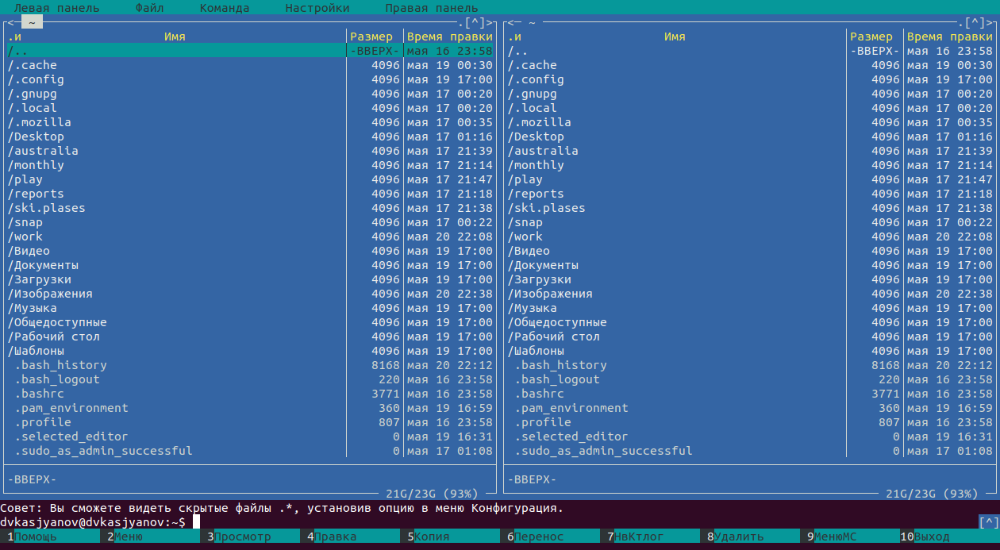 Левая панель Файл Команда Настройки Правая панель
<─ ~ ─.[^]>┐┌<─ ~ ─.[^]>
.и Имя │Размер │Время правки .и Имя │Размер │Время правки
/.. │-ВВЕРХ-│мая 16 23:58 /.. │-ВВЕРХ-│мая 16 23:58
/.cache │4096│мая 19 00:30 /.cache │4096│мая 19 00:30
/.config │4096│мая 19 17:00 /.config │4096│мая 19 17:00
/.gnupg │4096│мая 17 00:20 /.gnupg │4096│мая 17 00:20
/.local │4096│мая 17 00:20 /.local │4096│мая 17 00:20
/.mozilla │4096│мая 17 00:35 /.mozilla │4096│мая 17 00:35
/Desktop │4096│мая 17 01:16 /Desktop │4096│мая 17 01:16
/australia │4096│мая 17 21:39 /australia │4096│мая 17 21:39
/monthly │4096│мая 17 21:14 /monthly │4096│мая 17 21:14
/play │4096│мая 17 21:47 /play │4096│мая 17 21:47
/reports │4096│мая 17 21:18 /reports │4096│мая 17 21:18
/ski.plases │4096│мая 17 21:38 /ski.plases │4096│мая 17 21:38
/snap │4096│мая 17 00:22 /snap │4096│мая 17 00:22
/work │4096│мая 20 22:08 /work │4096│мая 20 22:08
/Видео │4096│мая 19 17:00 /Видео │4096│мая 19 17:00
/Документы │4096│мая 19 17:00 /Документы │4096│мая 19 17:00
/Загрузки │4096│мая 19 17:00 /Загрузки │4096│мая 19 17:00
/Изображения │4096│мая 20 22:38 /Изображения │4096│мая 20 22:38
/Музыка │4096│мая 19 17:00 /Музыка │4096│мая 19 17:00
/Общедоступные │4096│мая 19 17:00 /Общедоступные │4096│мая 19 17:00
/Рабочий стол │4096│мая 19 17:00 /Рабочий стол │4096│мая 19 17:00
/Шаблоны │4096│мая 19 17:00 /Шаблоны │4096│мая 19 17:00
.bash_history │8168│мая 20 22:12 .bash_history │8168│мая 20 22:12
.bash_logout │220│мая 16 23:58 .bash_logout │220│мая 16 23:58
.bashrc │3771│мая 16 23:58 .bashrc │3771│мая 16 23:58
.pam_environment │360│мая 19 16:59 .pam_environment │360│мая 19 16:59
.profile │807│мая 16 23:58 .profile │807│мая 16 23:58
.selected_editor │0│мая 19 16:31 .selected_editor │0│мая 19 16:31
.sudo_as_admin_successful │0│мая 17 01:08 .sudo_as_admin_successful │0│мая 17 01:08
-ВВЕРХ- -ВВЕРХ-
21G/23G (93%) 21G/23G (93%)
Совет: Вы сможете видеть скрытые файлы .*, установив опцию в меню Конфигурация.
dvkasjyanov@dvkasjyanov:~$ [^]
1Помощь 2Меню 3Просмотр 4Правка 5Копия 6Перенос 7НвКтлог 8Удалить 9МенюМС 10Выход